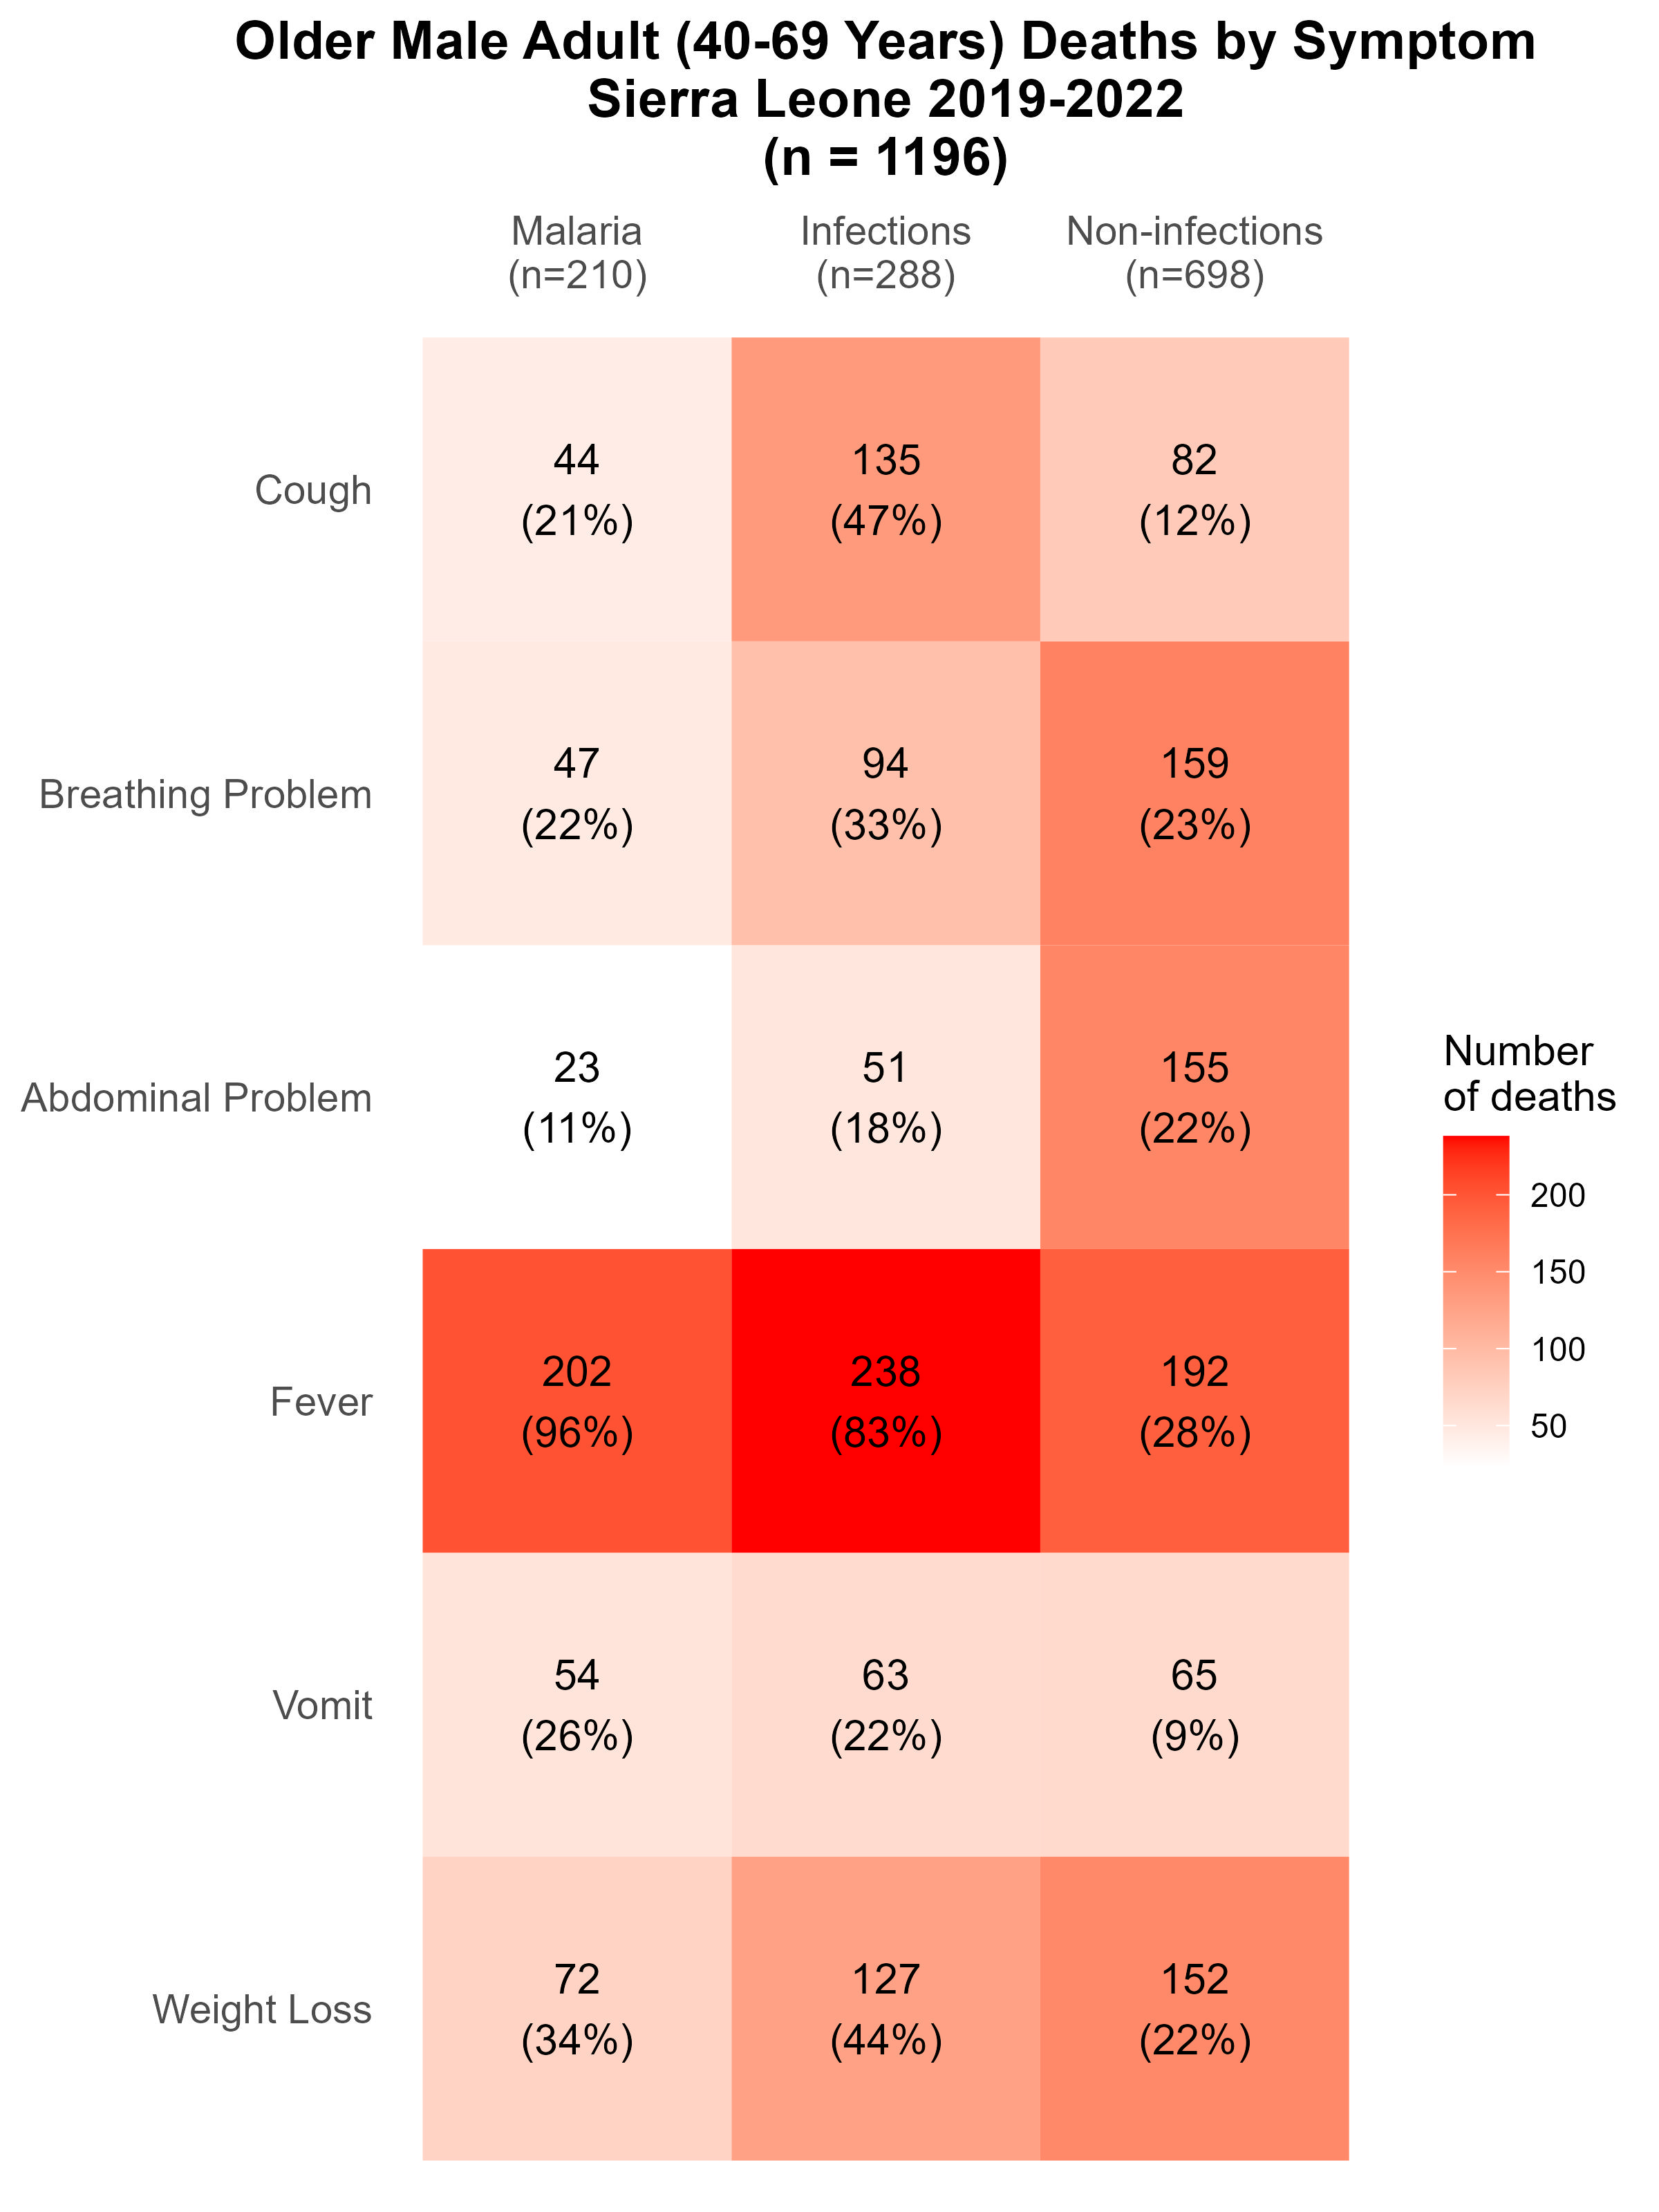 Older Male Adult (40-69 Years) Deaths by Symptom
Sierra Leone 2019-2022
(n = 1196)
Malaria
(n=210)
Infections
(n=288)
Non-infections
(n=698)
Cough
44
(21%)
135
(47%)
82
(12%)
Breathing Problem
47
(22%)
94
(33%)
159
(23%)
Abdominal Problem
23
(11%)
51
(18%)
155
(22%)
Fever
202
(96%)
238
(83%)
192
(28%)
Vomit
54
(26%)
63
(22%)
65
(9%)
Weight Loss
72
(34%)
127
(44%)
152
(22%)
Number
of deaths
200
150
100
50